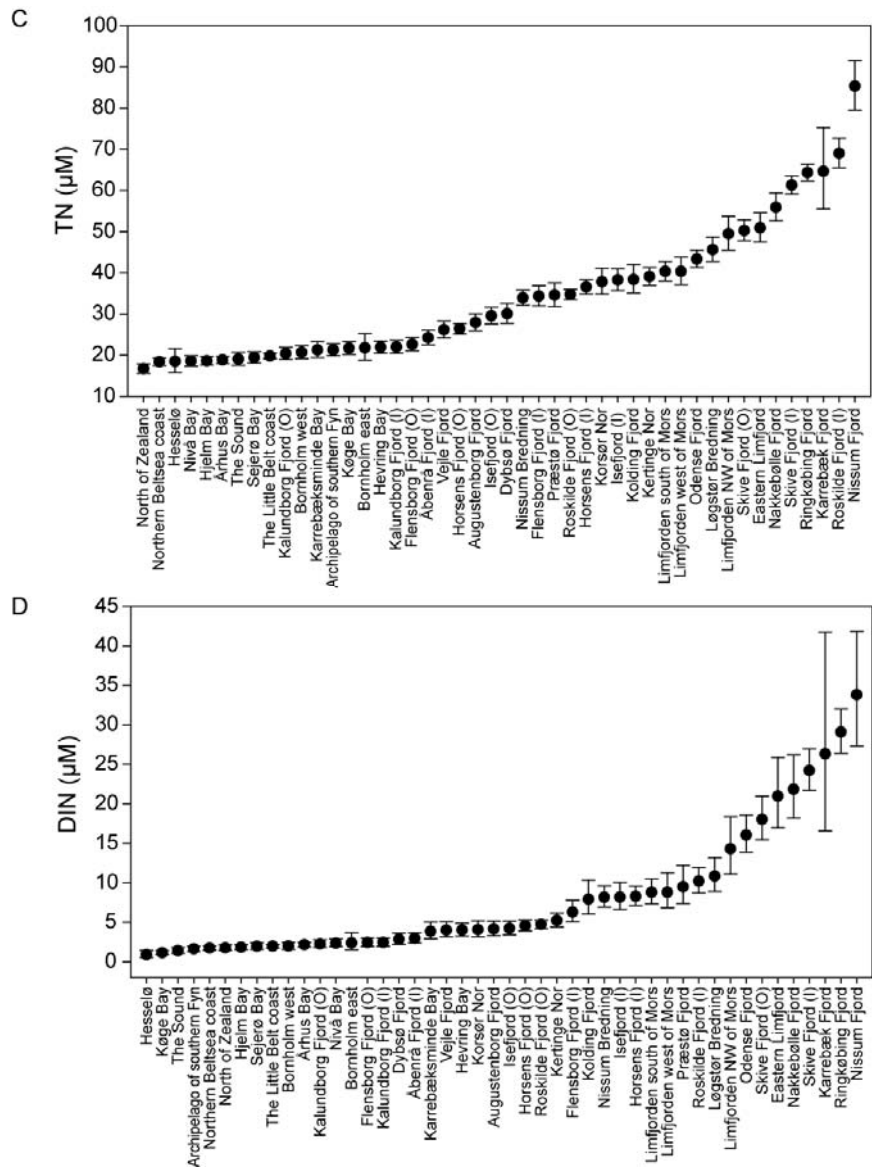 C
TN (µM)
100
90
80
70
60
50
40
30
20
10
North of Zealand
Northern Beltsea coast
Hesselø
Nivå Bay
Hjelm Bay
Århus Bay
The Sound
Sejerø Bay
The Little Belt coast
Kalundborg Fjord (O)
Bornholm west
Karrebæksminde Bay
Archipelago of southern Fyn
Køge Bay
Bornholm east
Hevring Bay
Kalundborg Fjord (I)
Flensborg Fjord (O)
Åbenrå Fjord (I)
Vejle Fjord
Horsens Fjord (O)
Augustenborg Fjord
Isefjord (O)
Dybsø Fjord
Nissum Bredning
Flensborg Fjord (I)
Præstø Fjord
Roskilde Fjord (O)
Horsens Fjord (I)
Korsør Nor
Isefjord (I)
Kolding Fjord
Kertinge Nor
Limfjorden south of Mors
Limfjorden west of Mors
Odense Fjord
Løgstør Bredning
Limfjorden NW of Mors
Skive Fjord (O)
Eastern Limfjord
Nakkebølle Fjord
Skive Fjord (I)
Ringkøbing Fjord
Karrebæk Fjord
Roskilde Fjord (I)
Nissum Fjord
D
DIN (µM)
45
40
35
30
25
20
15
10
5
0
Hesselø
Køge Bay
The Sound
Archipelago of southern Fyn
Northern Beltsea coast
North of Zealand
Hjelm Bay
Sejerø Bay
The Little Belt coast
Bornholm west
Århus Bay
Kalundborg Fjord (O)
Nivå Bay
Bornholm east
Flensborg Fjord (O)
Kalundborg Fjord (I)
Dybsø Fjord
Åbenrå Fjord (I)
Karrebæksminde Bay
Vejle Fjord
Hevring Bay
Korsør Nor
Augustenborg Fjord
Isefjord (O)
Horsens Fjord (O)
Roskilde Fjord (O)
Kertinge Nor
Flensborg Fjord (I)
Kolding Fjord
Nissum Bredning
Isefjord (I)
Horsens Fjord (I)
Limfjorden south of Mors
Limfjorden west of Mors
Præstø Fjord
Roskilde Fjord (I)
Løgstør Bredning
Limfjorden NW of Mors
Odense Fjord
Skive Fjord (O)
Eastern Limfjord
Nakkebølle Fjord
Skive Fjord (I)
Karrebæk Fjord
Ringkøbing Fjord
Nissum Fjord